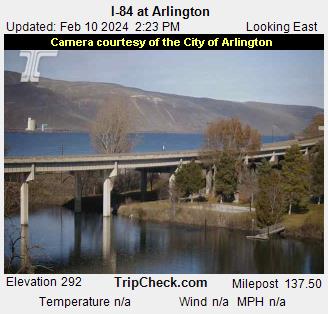 I-84 at Arlington
Updated: Feb 10 2024 2:23 PM Looking East
Camera courtesy of the City of Arlington
Elevation 292 TripCheck.com Milepost 137.50
Temperature n/a Wind n/a MPH n/a